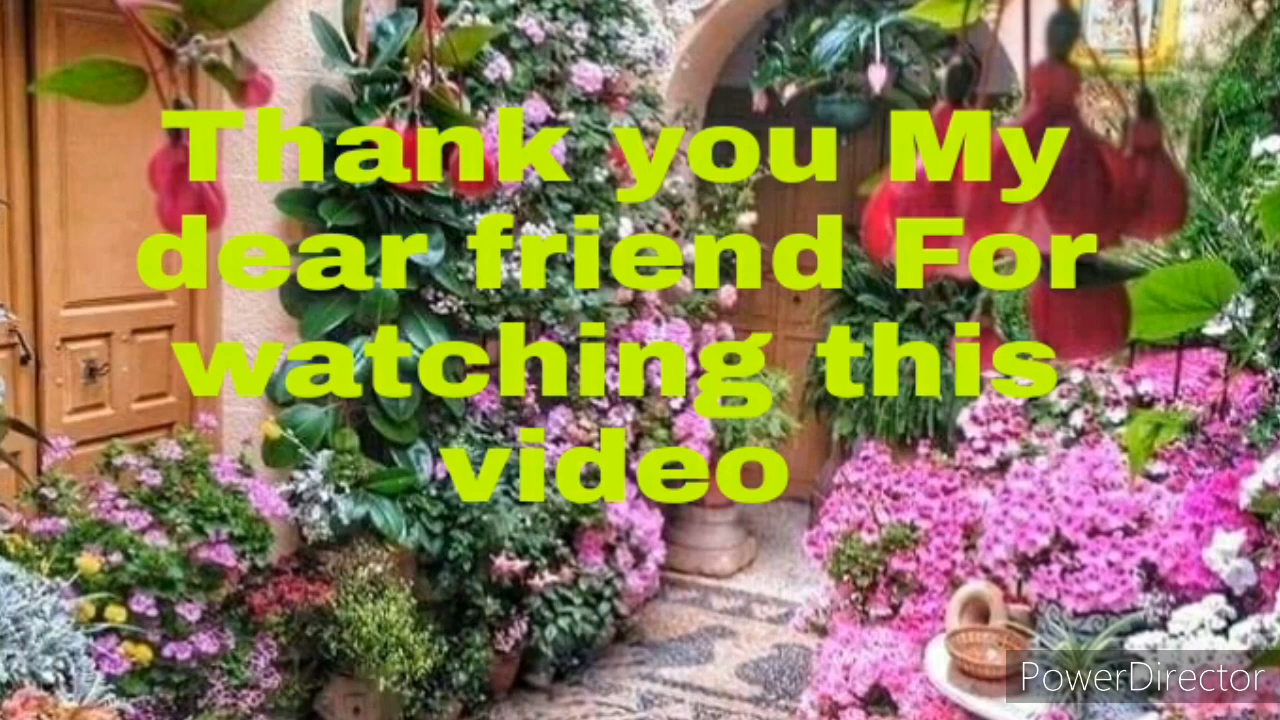 Thank you My
dear friend For
watching this
video
PowerDirector